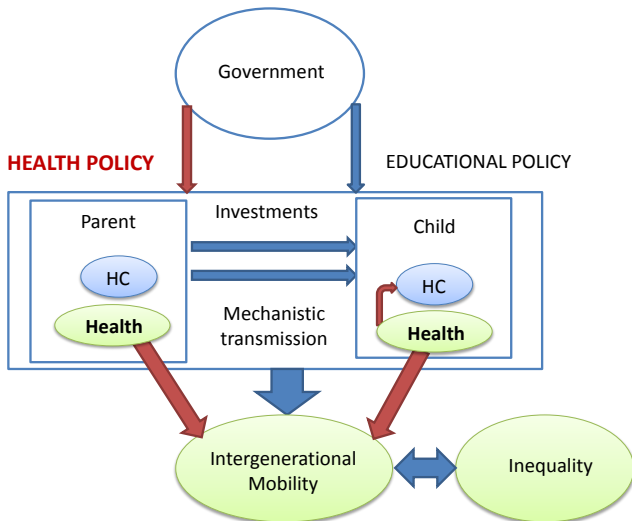 Government
HEALTH POLICY
EDUCATIONAL POLICY
Parent
Investments
Child
HC
HC
Health
Mechanistic
transmission
Health
Intergenerational
Mobility
Inequality